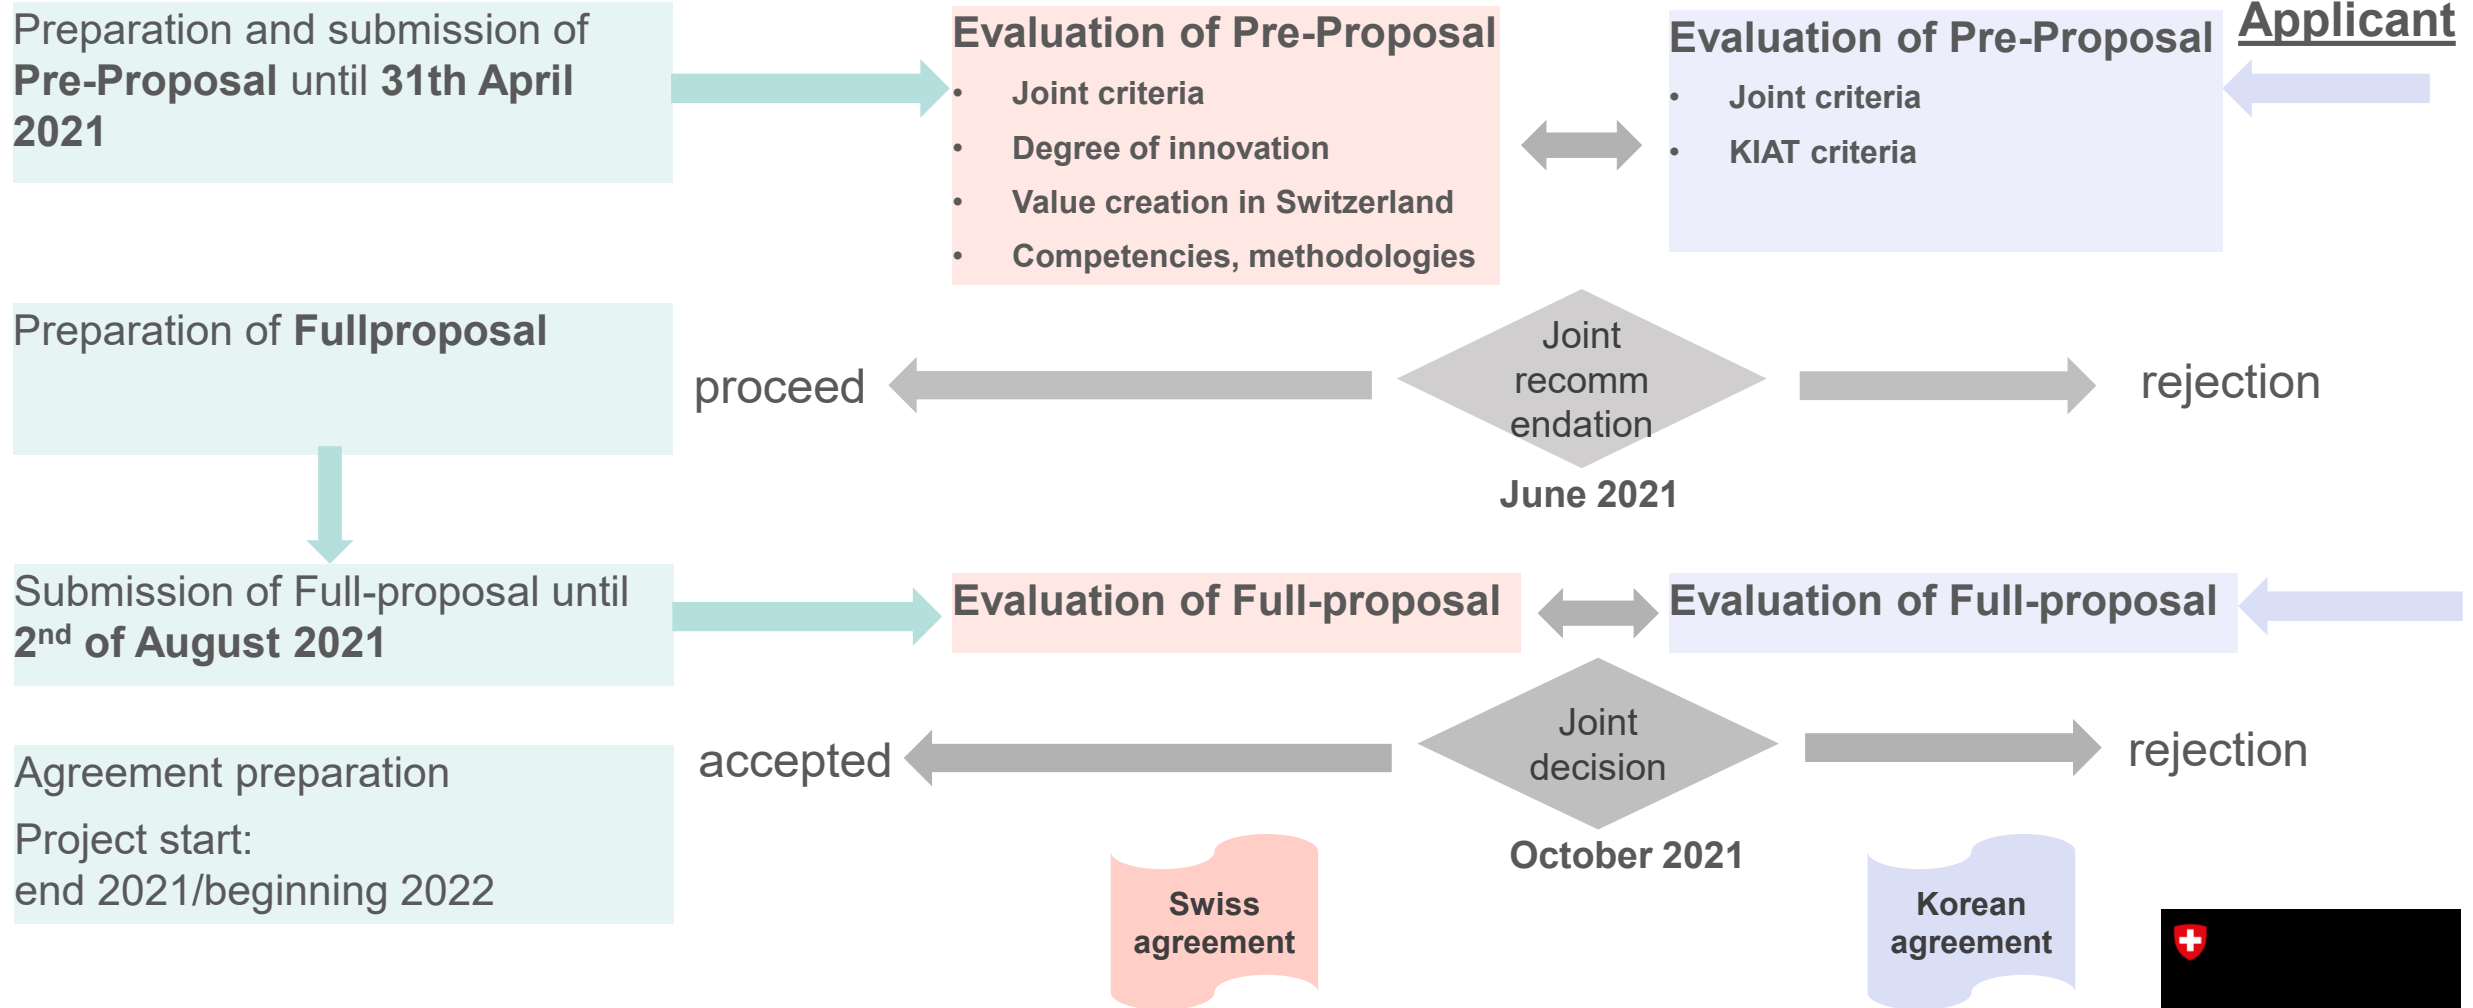 Applicant
Preparation and submission of
Pre-Proposal until 31th April
2021
Evaluation of Pre-Proposal
• Joint criteria
• Degree of innovation
• Value creation in Switzerland
• Competencies, methodologies
Evaluation of Pre-Proposal
• Joint criteria
• KIAT criteria
Preparation of Fullproposal
proceed
Joint
recomm
endation
rejection
June 2021
Submission of Full-proposal until
2nd of August 2021
Evaluation of Full-proposal
Evaluation of Full-proposal
Agreement preparation
Project start:
end 2021/beginning 2022
accepted
Joint
decision
rejection
October 2021
Swiss
agreement
Korean
agreement